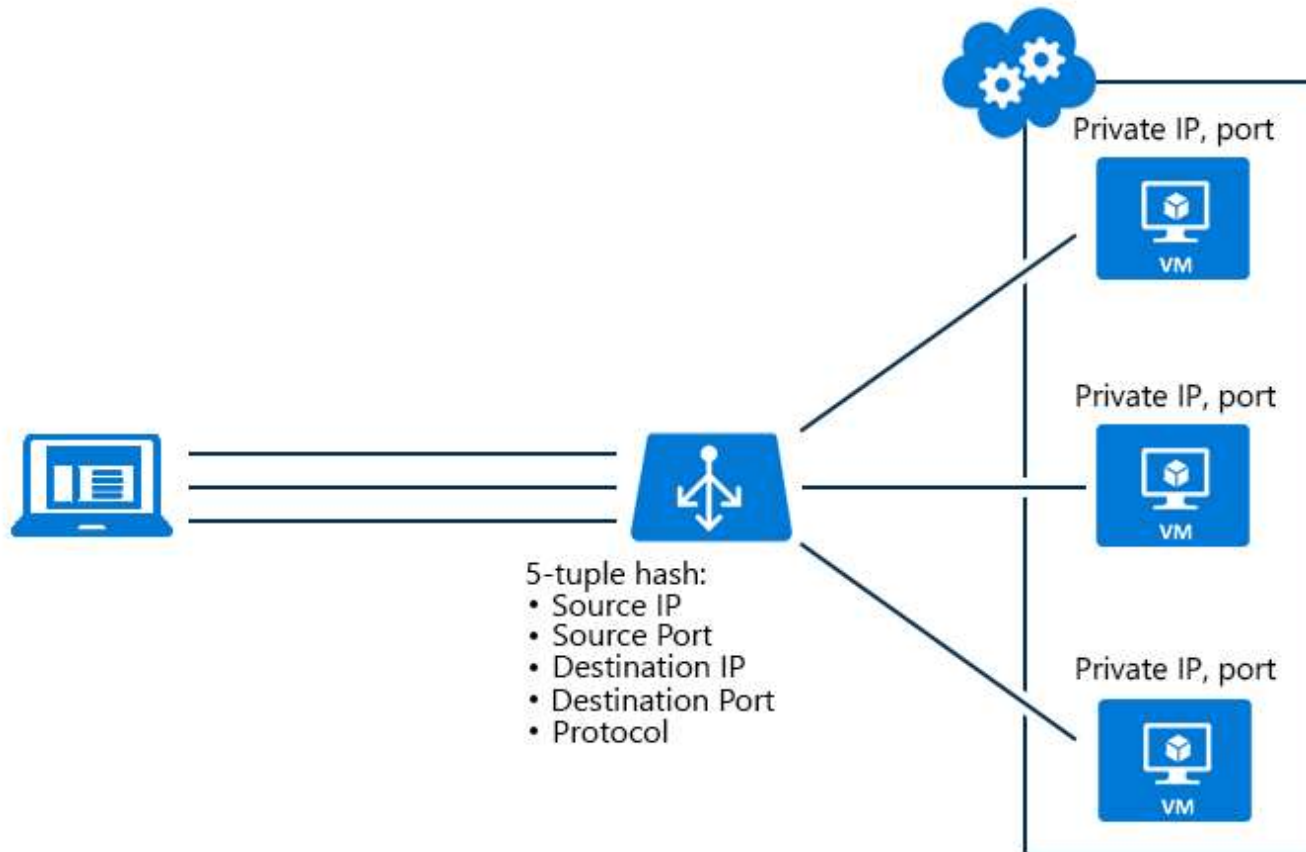 Private IP, port
VM
Private IP, port
VM
5-tuple hash:
• Source IP
• Source Port
• Destination IP
• Destination Port
• Protocol
Private IP, port
VM